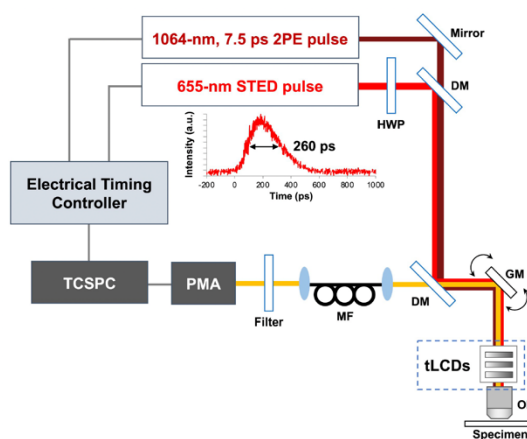 1064-nm, 7.5 ps 2PE pulse
Mirror
655-nm STED pulse
DM
HWP
Intensity (a.u.)
260 ps
-200 0 200 400 600 800 1000
Time (ps)
Electrical Timing
Controller
TCSPC
PMA
Filter
MF
DM
GM
tLCDs
O
Specimen